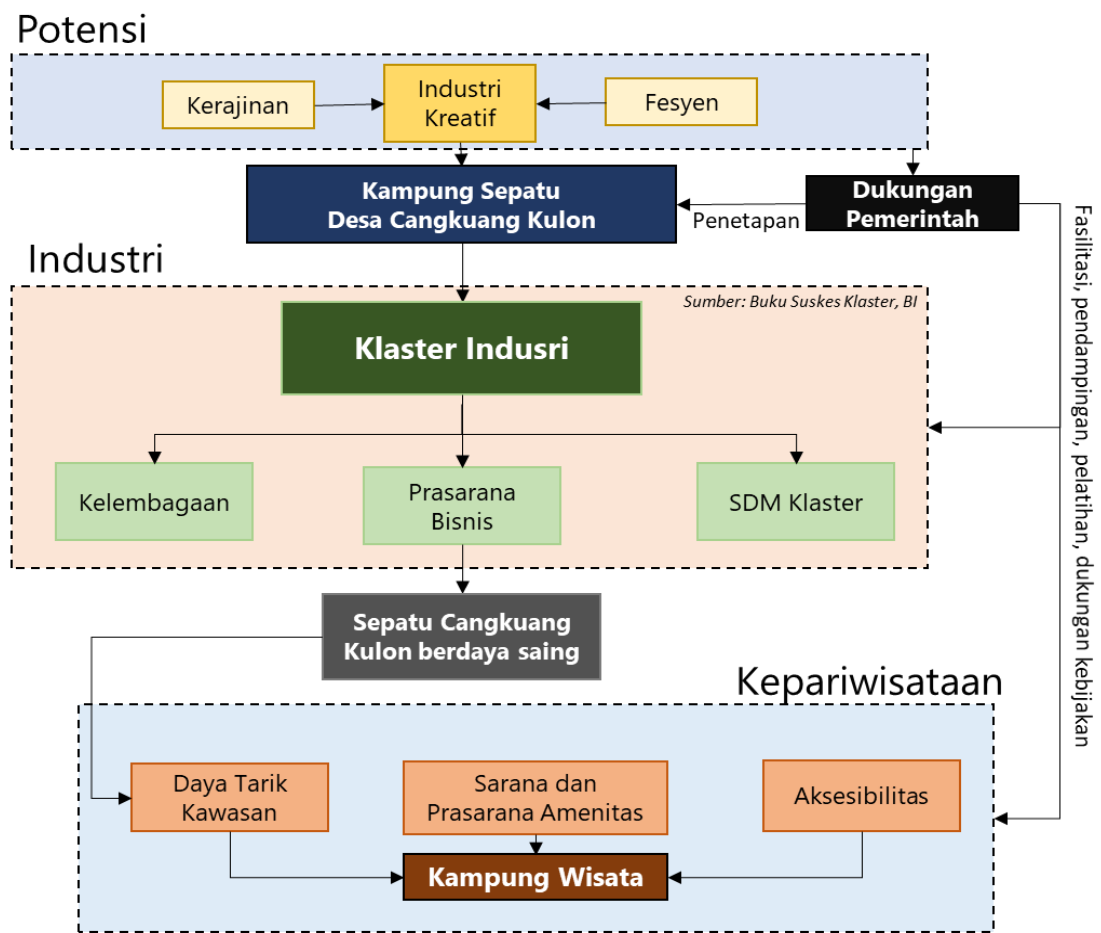 Potensi
Kerajinan
Industri
Kreatif
Fesyen
Kampung Sepatu
Desa Cangkuang Kulon
Penetapan
Dukungan
Pemerintah
Industri
Sumber: Buku Suskes Klaster, BI
Klaster Indusri
Kelembagaan
Prasarana
Bisnis
SDM Klaster
Fasilitasi, pendampingan, pelatihan, dukungan kebijakan
Sepatu Cangkuang
Kulon berdaya saing
Kepariwisataan
Daya Tarik
Kawasan
Sarana dan
Prasarana Amenitas
Aksesibilitas
Kampung Wisata